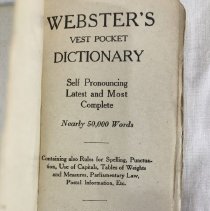 WEBSTER'S
VEST POCKET
DICTIONARY
Self Pronouncing
Latest and Most
Complete
Nearly 50,000 Words
Containing also Rules for Spelling, Punctua-
tion, Use of Capitals, Tables of Weights
and Measures, Parliamentary Law,
Postal Information, Etc.